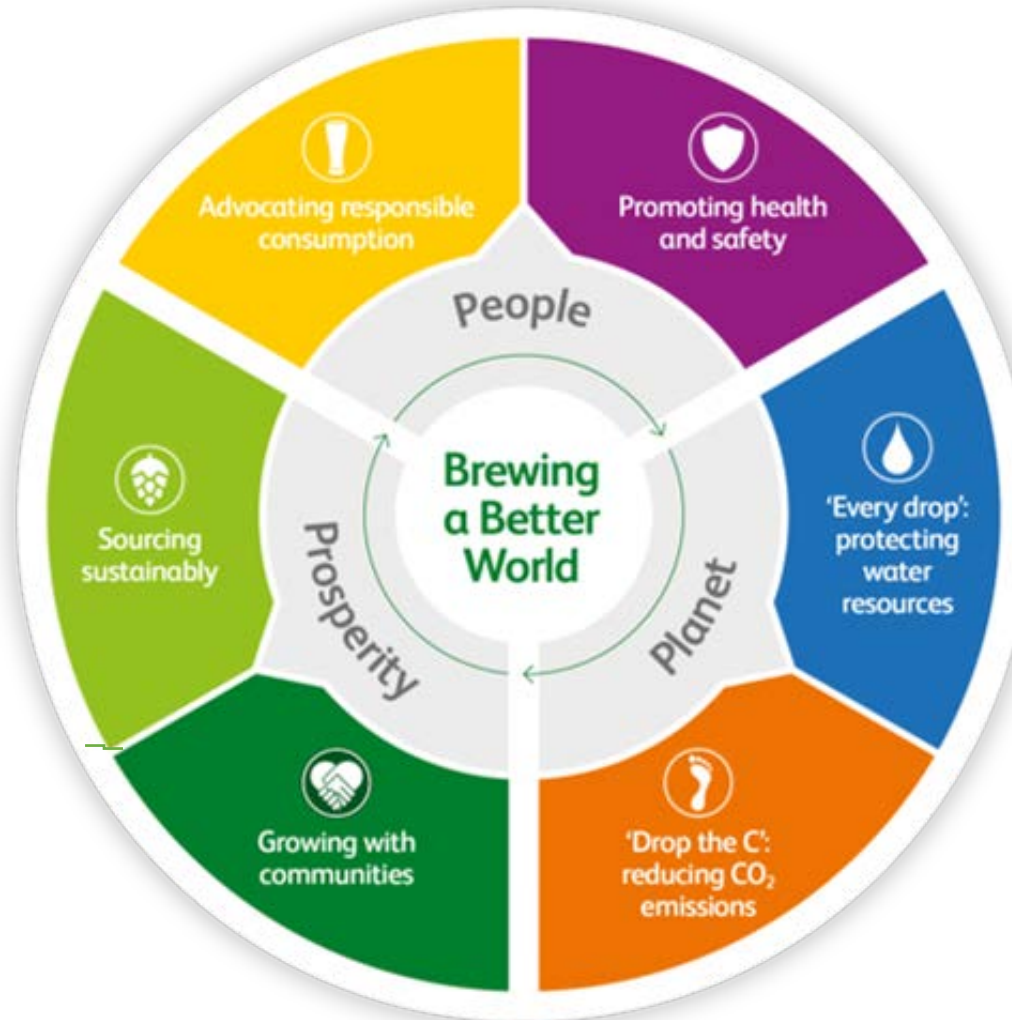 Advocating responsible
consumption
Promoting health
and safety
People
Brewing
a Better
World
'Every drop':
protecting
water
resources
Sourcing
sustainably
Prosperity
Planet
Growing with
communities
'Drop the C':
reducing CO₂
emissions